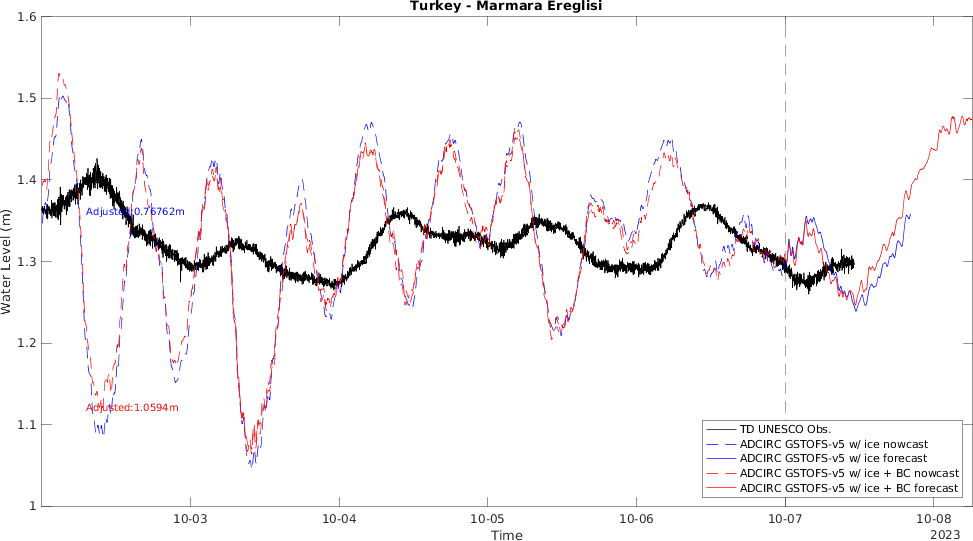 Turkey - Marmara Ereglisi
1.6
1.5
1.4
1.3
1.2
1.1
1
Water Level (m)
Adjusted:0.76762m
Adjusted:1.0594m
TD UNESCO Obs.
ADCIRC GSTOFS-v5 w/ ice nowcast
ADCIRC GSTOFS-v5 w/ ice forecast
ADCIRC GSTOFS-v5 w/ ice + BC nowcast
ADCIRC GSTOFS-v5 w/ ice + BC forecast
10-03 10-04 10-05 10-06 10-07 10-08
Time
2023